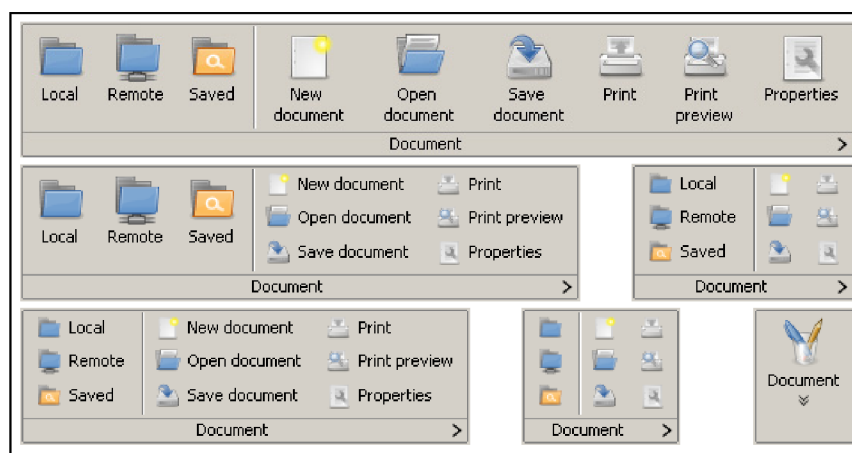 Local Remote Saved New document Open document Save document Print Print preview Properties
Document >
Local Remote Saved
New document Print
Open document Print preview
Save document Properties
Document >
Local
Remote
Saved
Document >
Local New document Print
Remote Open document Print preview
Saved Save document Properties
Document >
Document >
Document